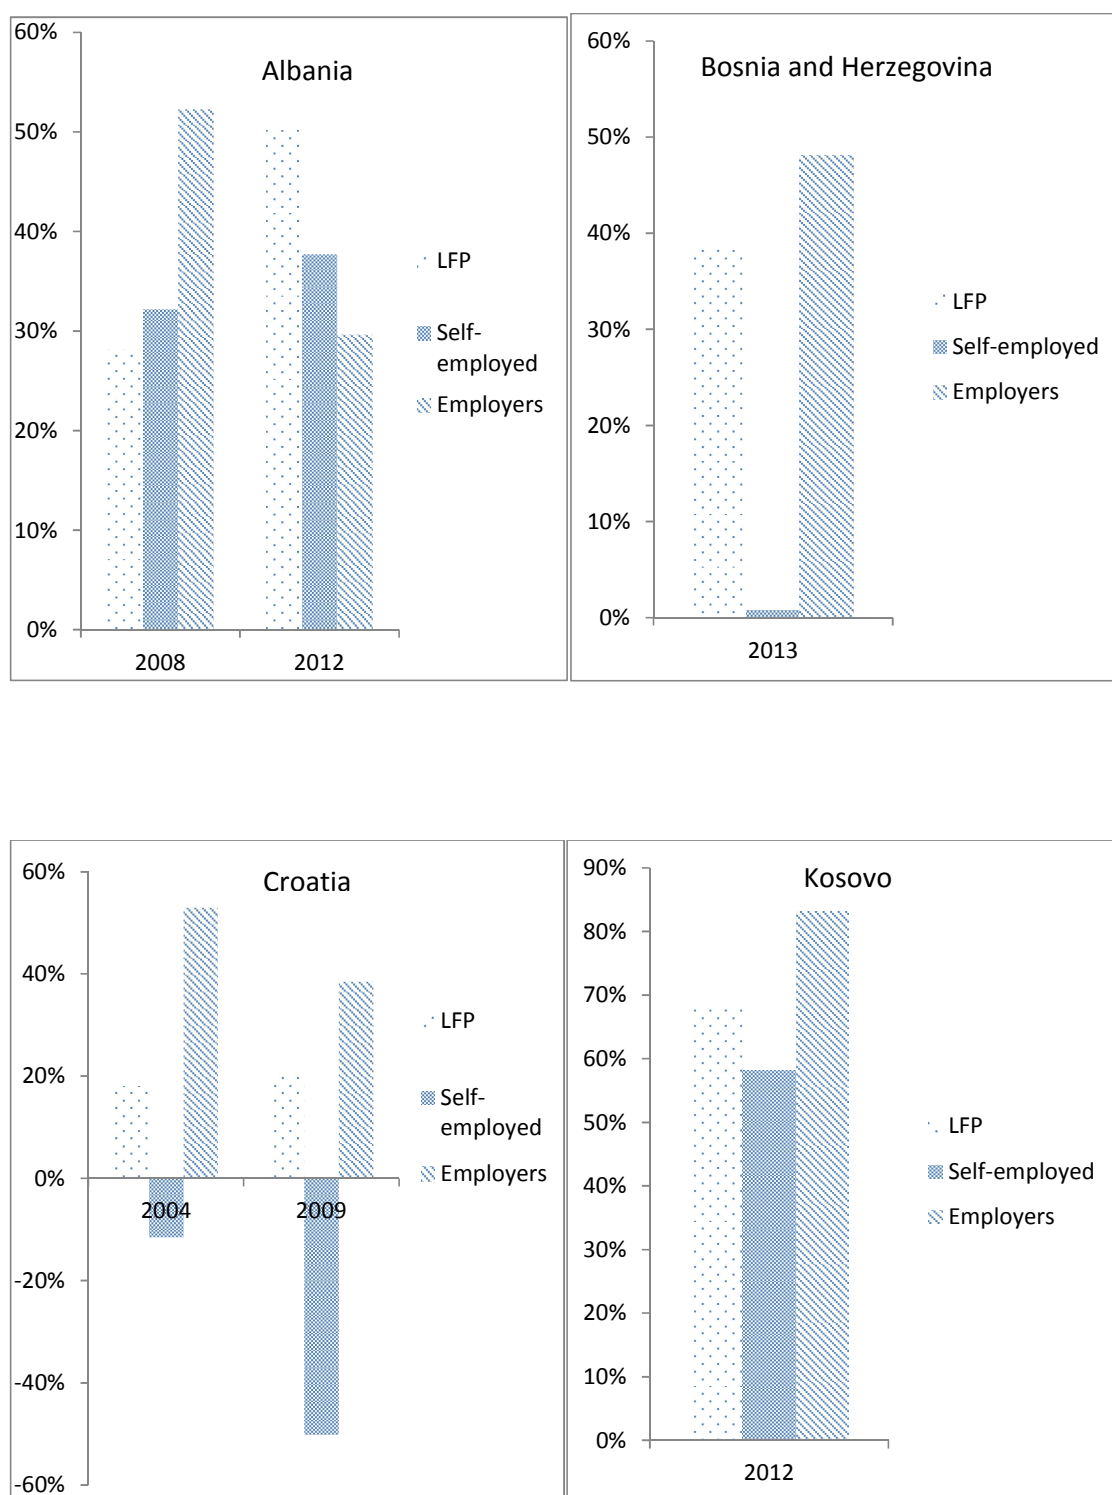 60%
50%
40%
30%
20%
10%
0%
Albania
2008
2012
LFP
Self-
employed
Employers
60%
50%
40%
30%
20%
10%
0%
Bosnia and Herzegovina
2013
LFP
Self-employed
Employers
60%
40%
20%
0%
-20%
-40%
-60%
Croatia
2004
2009
LFP
Self-
employed
Employers
90%
80%
70%
60%
50%
40%
30%
20%
10%
0%
Kosovo
2012
LFP
Self-employed
Employers